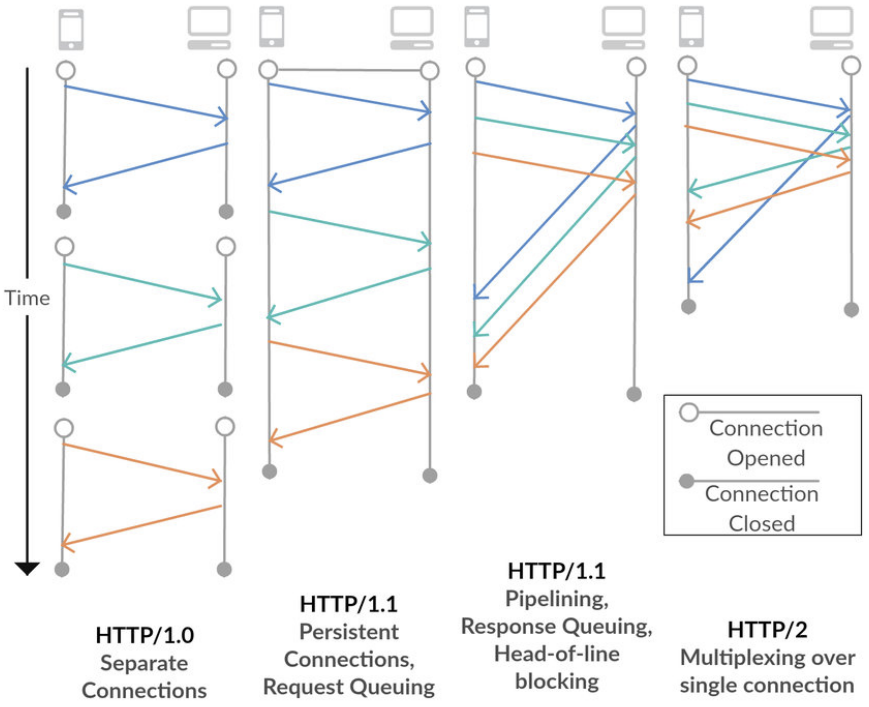 Time
HTTP/1.0
Separate
Connections
HTTP/1.1
Persistent
Connections,
Request Queuing
HTTP/1.1
Pipelining,
Response Queuing,
Head-of-line
blocking
HTTP/2
Multiplexing over
single connection
Connection
Opened
Connection
Closed